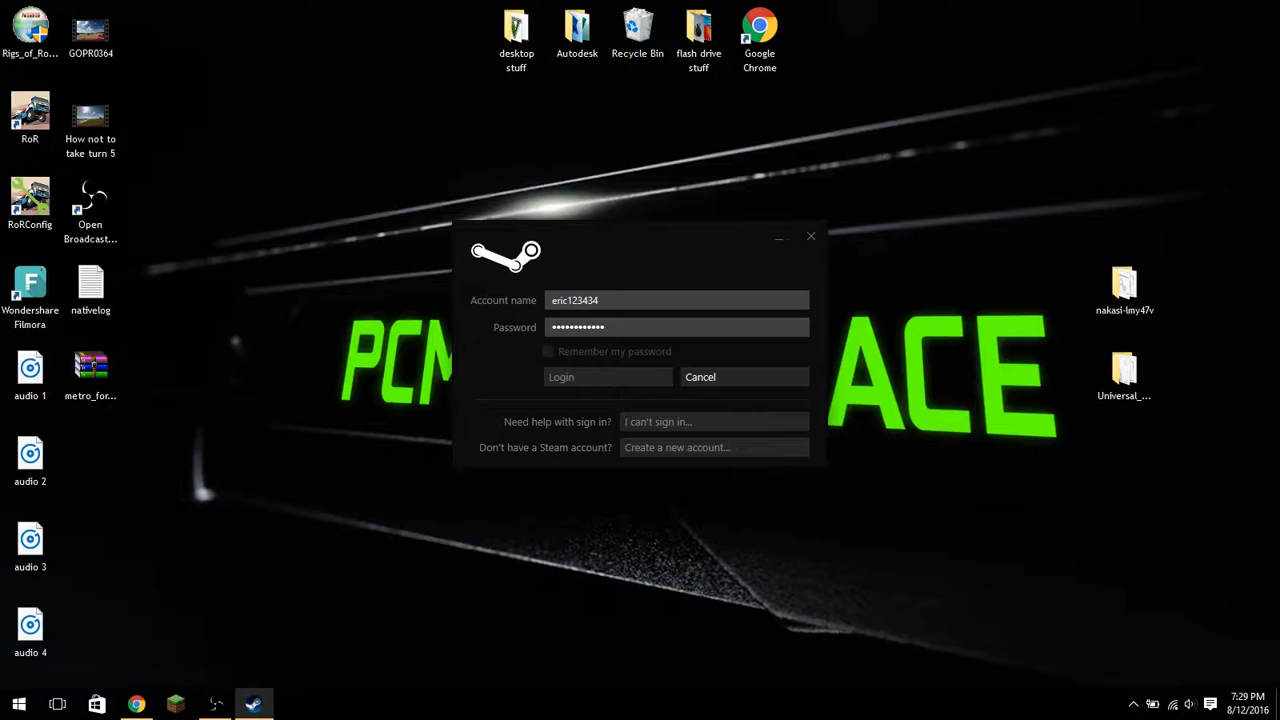 Rigs_of_Ro...
GOPR0364
desktop
stuff
Autodesk
Recycle Bin
flash drive
stuff
Google
Chrome
RoR
How not to
take turn 5
RoRConfig
Open
Broadcast...
Wondershare
Filmora
nativelog
audio 1
metro_for...
audio 2
audio 3
audio 4
Account name
eric123434
Password
••••••••••••
Remember my password
Login
Cancel
Need help with sign in?
I can't sign in...
Don't have a Steam account?
Create a new account...
PCM
ACE
nakasi-lmy47v
Universal_...
7:29 PM
8/12/2016